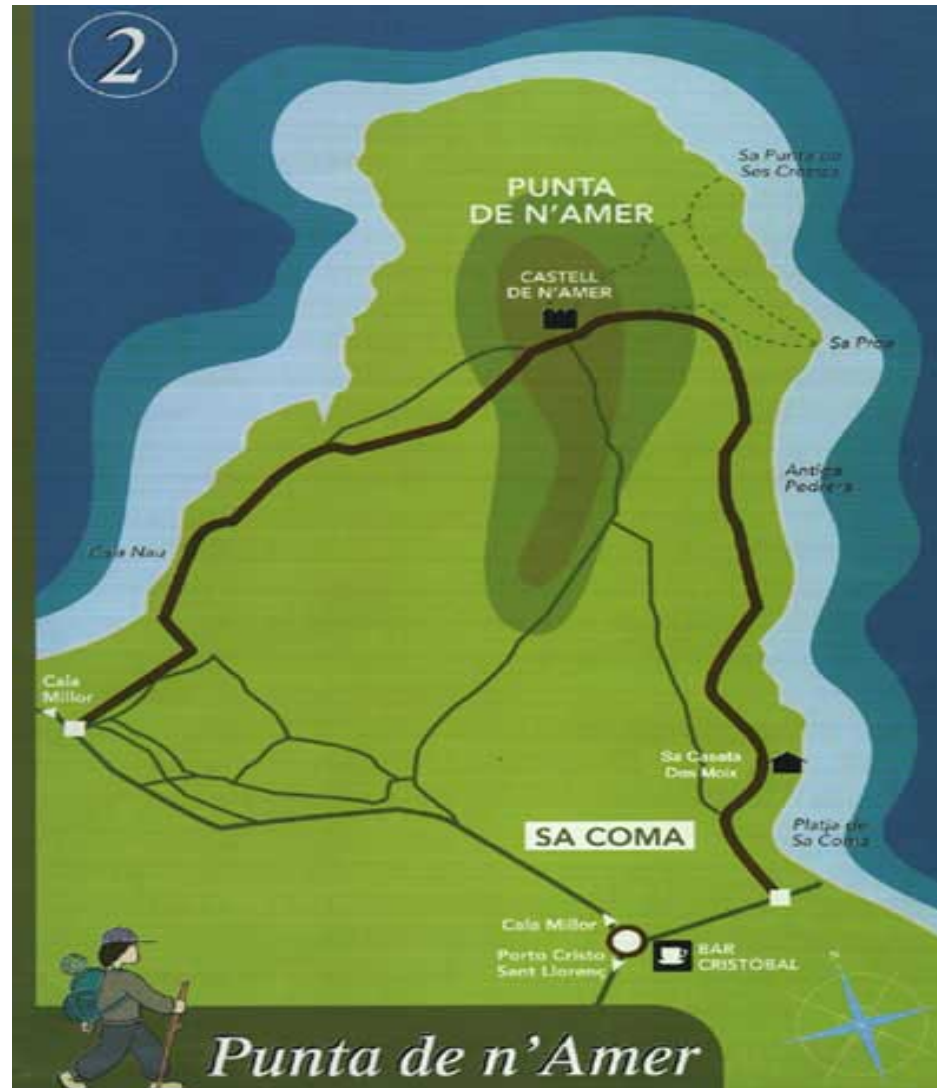 2
Sa Punta de
Ses Crestes
PUNTA
DE N'AMER
CASTELL
DE N'AMER
Sa Proa
Antiga
Pedrera
Cala Nau
Cala
Millor
Sa Caseta
Des Moix
SA COMA
Platja de
Sa Coma
Cala Millor
Porto Cristo
Sant Llorenç
BAR
CRISTOBAL
N
Punta de n'Amer